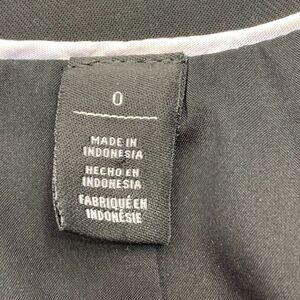 0
MADE IN
INDONESIA
HECHO EN
INDONESIA
FABRIQUÉ EN
INDONÉSIE